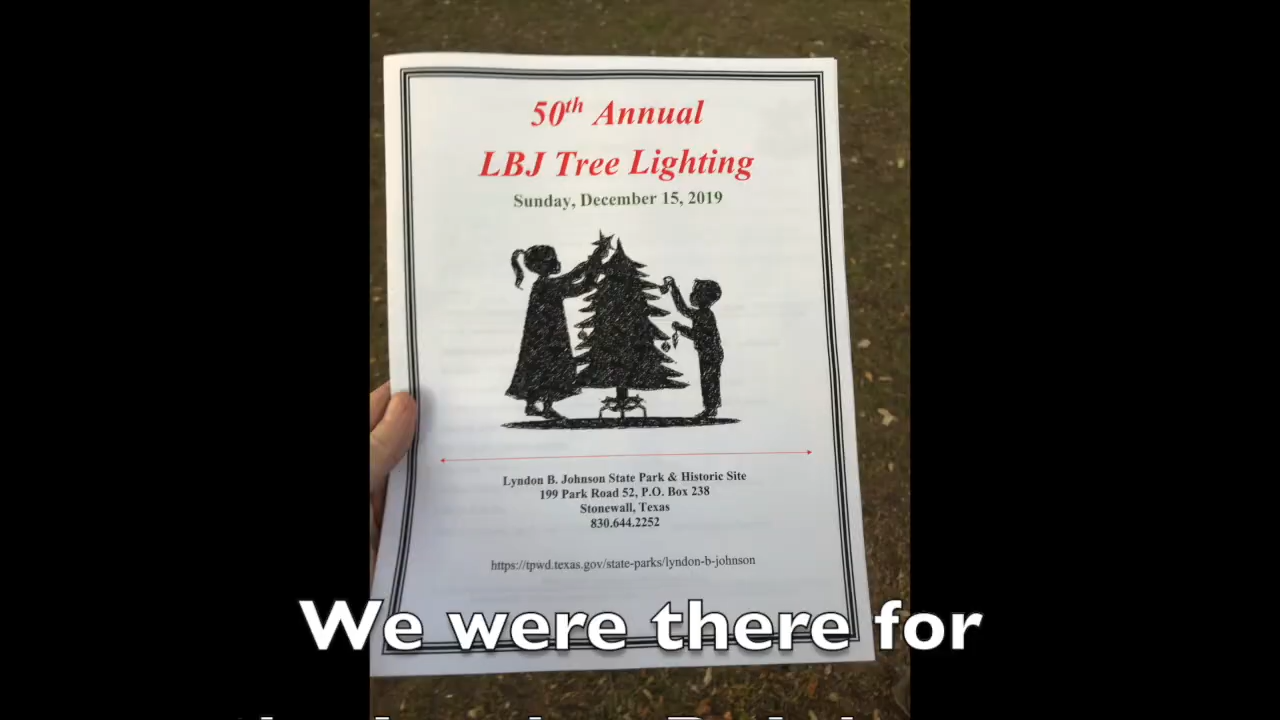 50th Annual
LBJ Tree Lighting
Sunday, December 15, 2019
Lyndon B. Johnson State Park & Historic Site
199 Park Road 52, P.O. Box 238
Stonewall, Texas
830.644.2252
https://tpwd.texas.gov/state-parks/lyndon-b-johnson
We were there for